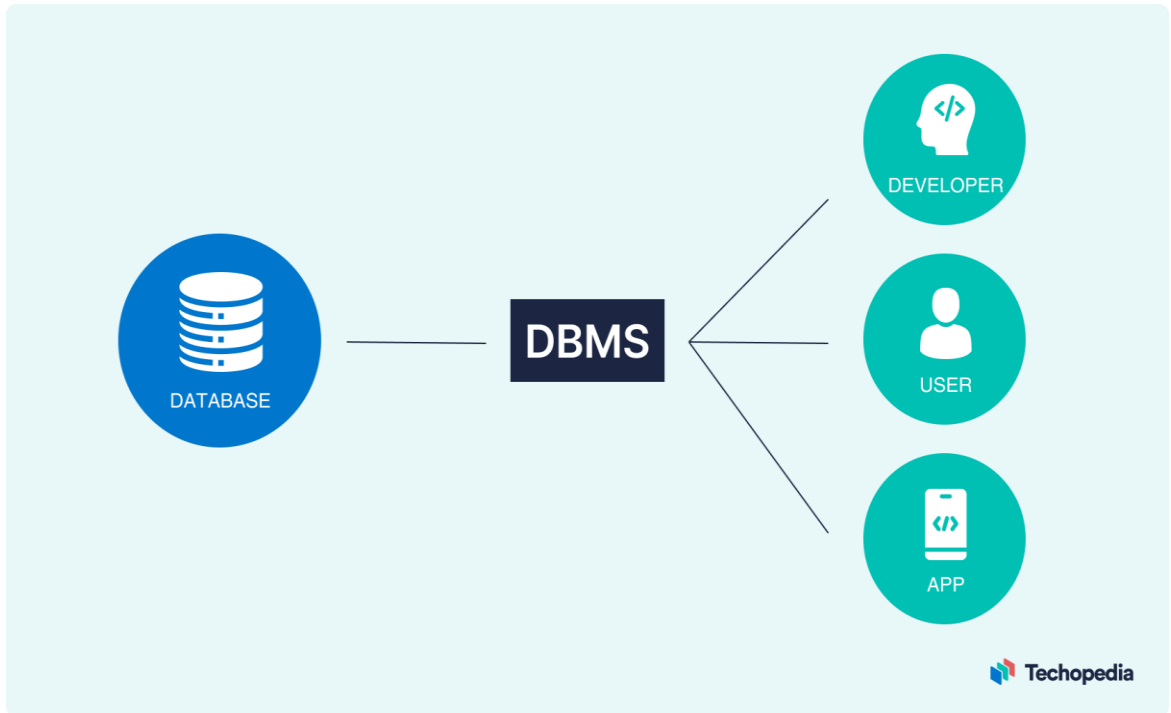 DATABASE
DBMS
</>
DEVELOPER
USER
</>
APP
Techopedia